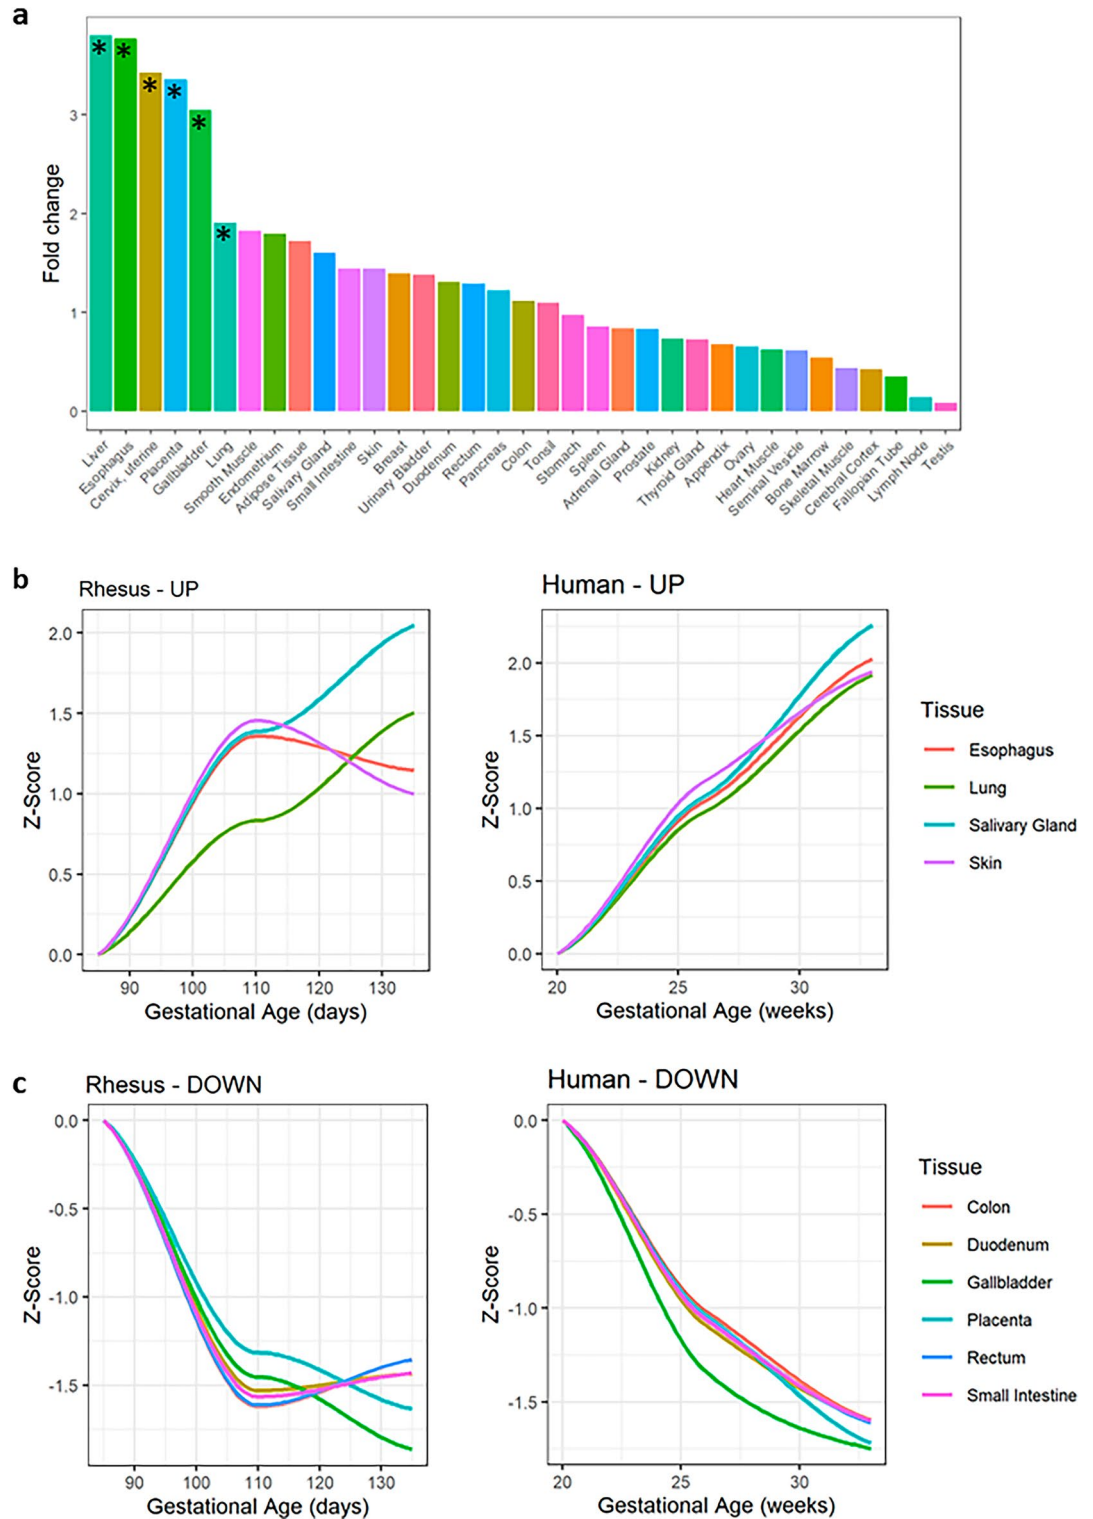 a
Fold change
3
2
1
0
* * * * * *
Liver Esophagus Cervix, uterine Placenta Gallbladder Lung Smooth Muscle Endometrium Adipose Tissue Salivary Gland Small Intestine Skin Breast Urinary Bladder Duodenum Rectum Pancreas Colon Tonsil Stomach Spleen Adrenal Gland Prostate Kidney Thyroid Gland Appendix Ovary Heart Muscle Seminal Vesicle Bone Marrow Skeletal Muscle Cerebral Cortex Fallopian Tube Lymph Node Testis
b
Rhesus - UP
Z-Score
2.0
1.5
1.0
0.5
0.0
90 100 110 120 130
Gestational Age (days)
Human - UP
Z-Score
2.0
1.5
1.0
0.5
0.0
20 25 30
Gestational Age (weeks)
Tissue
Esophagus
Lung
Salivary Gland
Skin
c
Rhesus - DOWN
Z-Score
0.0
-0.5
-1.0
-1.5
90 100 110 120 130
Gestational Age (days)
Human - DOWN
Z-Score
0.0
-0.5
-1.0
-1.5
20 25 30
Gestational Age (weeks)
Tissue
Colon
Duodenum
Gallbladder
Placenta
Rectum
Small Intestine